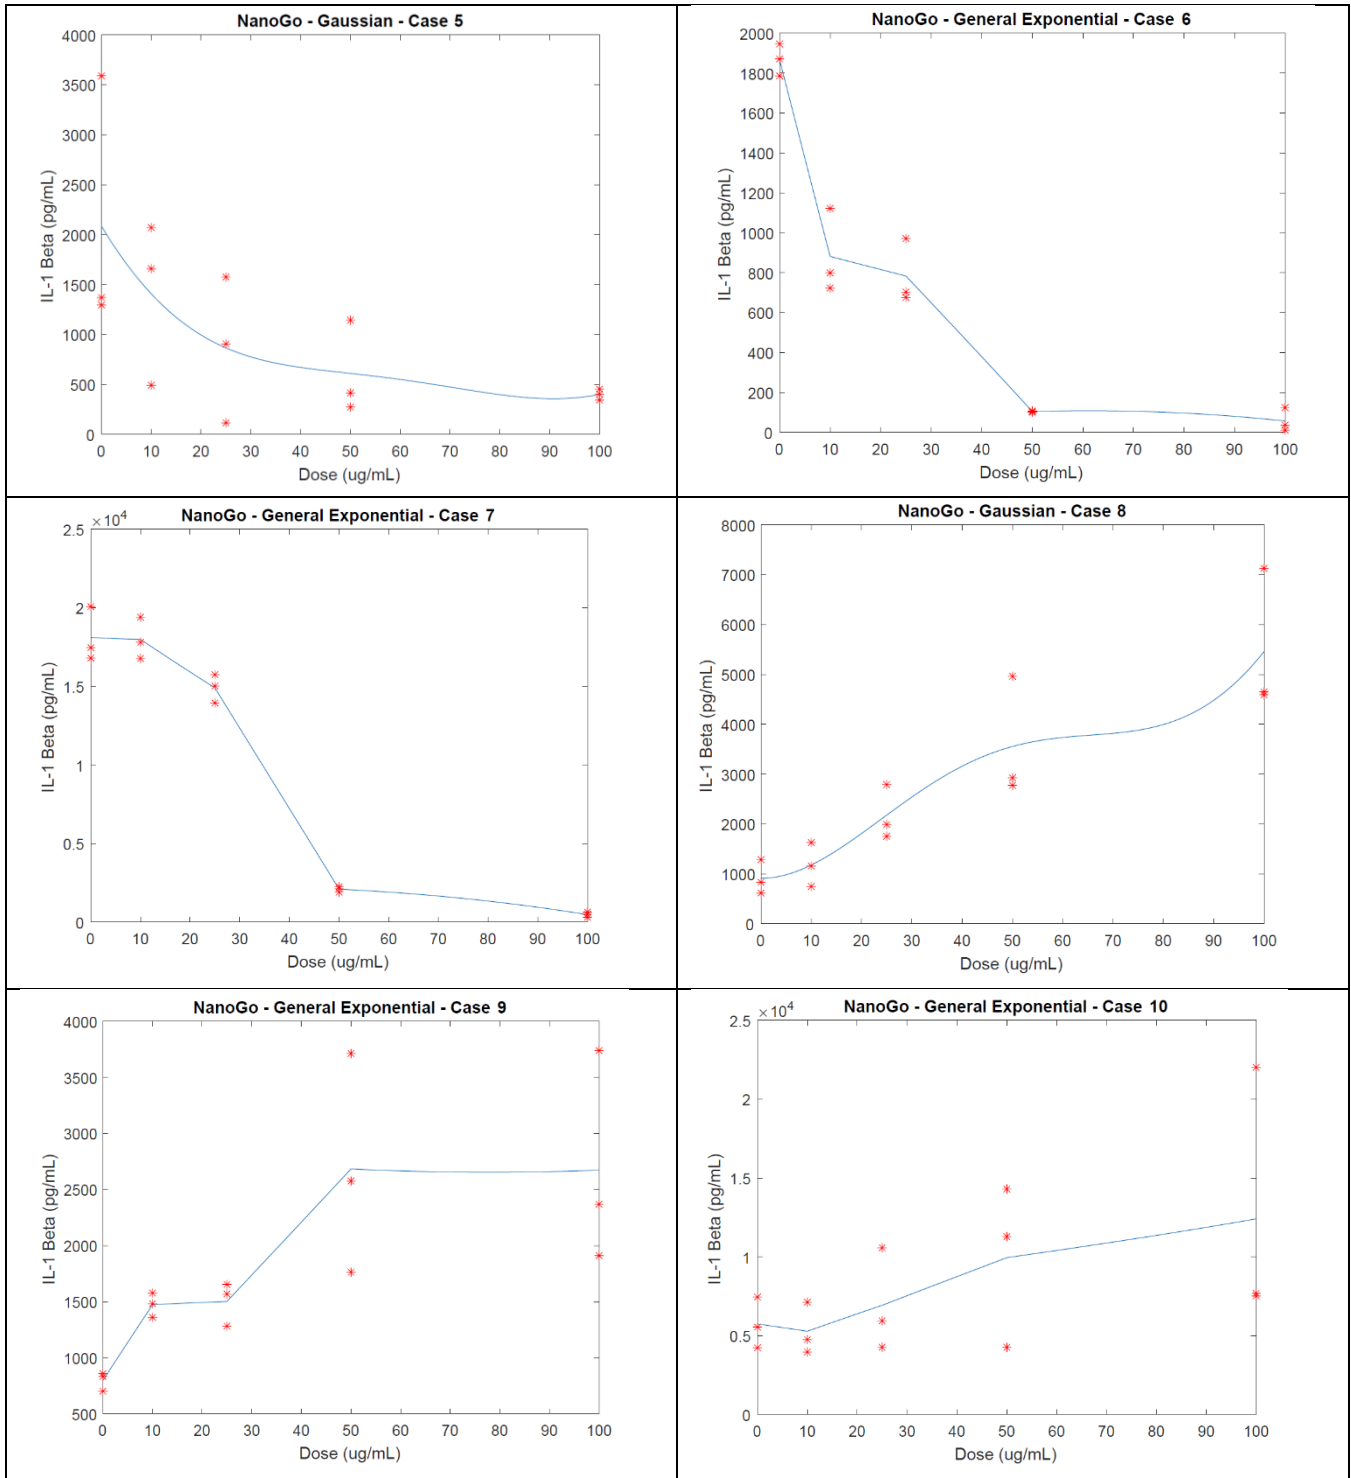 NanoGo - Gaussian - Case 5
4000
3500
3000
2500
2000
1500
1000
500
0
IL-1 Beta (pg/mL)
0 10 20 30 40 50 60 70 80 90 100
Dose (ug/mL)
NanoGo - General Exponential - Case 6
2000
1800
1600
1400
1200
1000
800
600
400
200
0
IL-1 Beta (pg/mL)
0 10 20 30 40 50 60 70 80 90 100
Dose (ug/mL)
NanoGo - General Exponential - Case 7
× 10^4
2.5
2
1.5
1
0.5
0
IL-1 Beta (pg/mL)
0 10 20 30 40 50 60 70 80 90 100
Dose (ug/mL)
NanoGo - Gaussian - Case 8
8000
7000
6000
5000
4000
3000
2000
1000
0
IL-1 Beta (pg/mL)
0 10 20 30 40 50 60 70 80 90 100
Dose (ug/mL)
NanoGo - General Exponential - Case 9
4000
3500
3000
2500
2000
1500
1000
500
IL-1 Beta (pg/mL)
0 10 20 30 40 50 60 70 80 90 100
Dose (ug/mL)
NanoGo - General Exponential - Case 10
× 10^4
2.5
2
1.5
1
0.5
0
IL-1 Beta (pg/mL)
0 10 20 30 40 50 60 70 80 90 100
Dose (ug/mL)